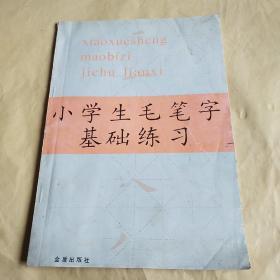 xiaoxuesheng
maobizi
jichu lianxi
小学生毛笔字
基础练习
金盾出版社